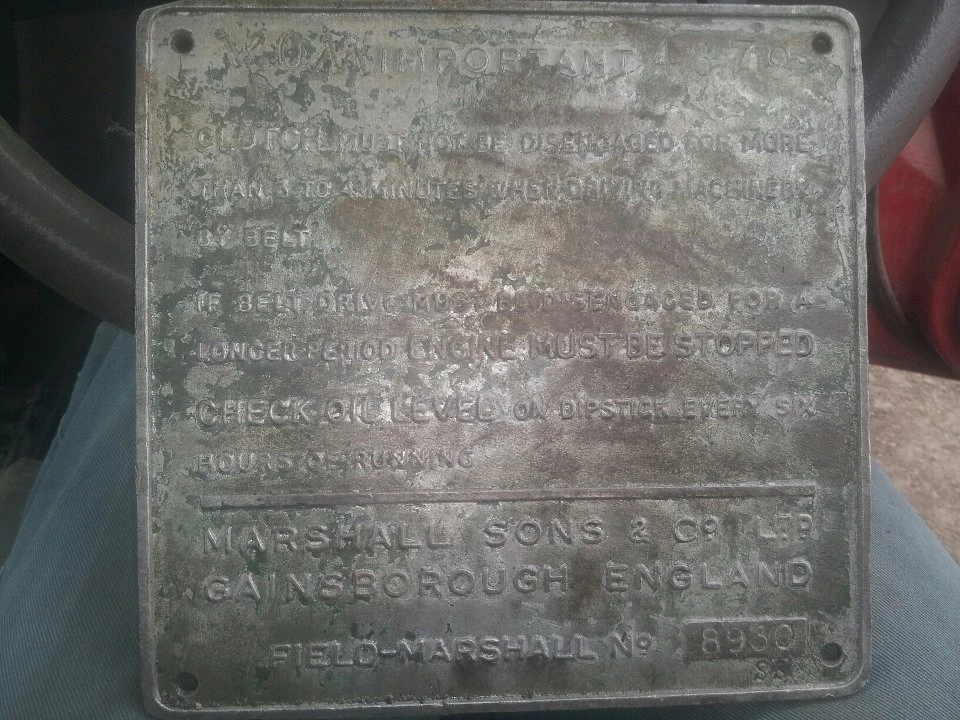 IMPORTANT
CLUTCH MUST NOT BE DISENGAGED FOR MORE
THAN 3 TO 4 MINUTES WHEN DRIVING MACHINERY
BY BELT
IF BELT DRIVE MUST BE DISENGAGED FOR A
LONGER PERIOD ENGINE MUST BE STOPPED
CHECK OIL LEVEL ON DIPSTICK EVERY SIX
HOURS OF RUNNING
MARSHALL SONS & Co LTD
GAINSBOROUGH ENGLAND
FIELD-MARSHALL No 8930